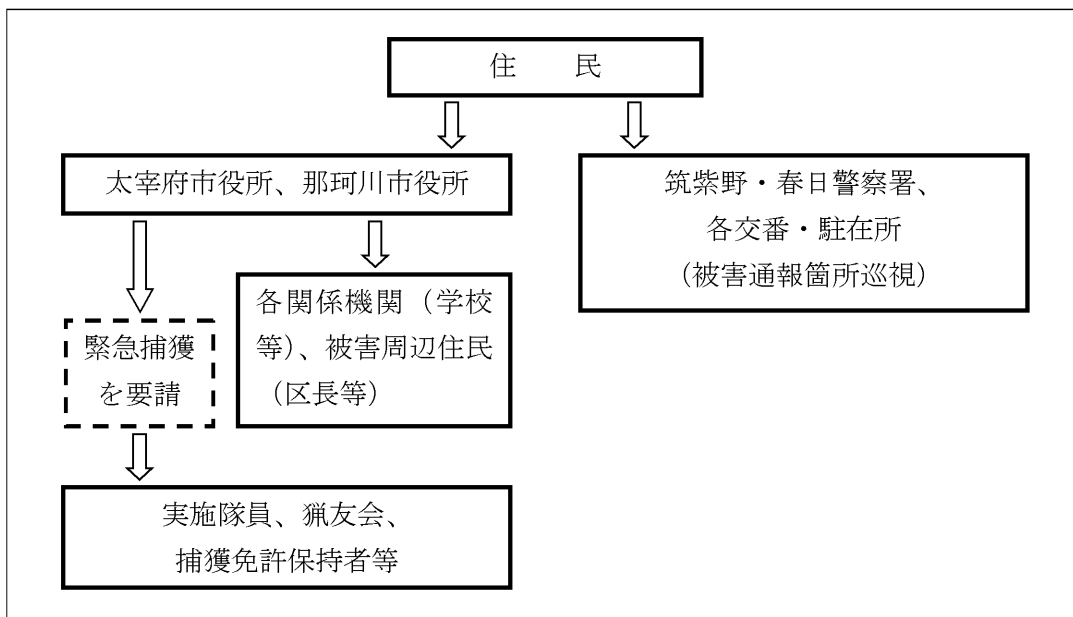 住　　民
太宰府市役所、那珂川市役所
筑紫野・春日警察署、
各交番・駐在所
（被害通報箇所巡視）
各関係機関（学校
等）、被害周辺住民
（区長等）
緊急捕獲
を要請
実施隊員、猟友会、
捕獲免許保持者等